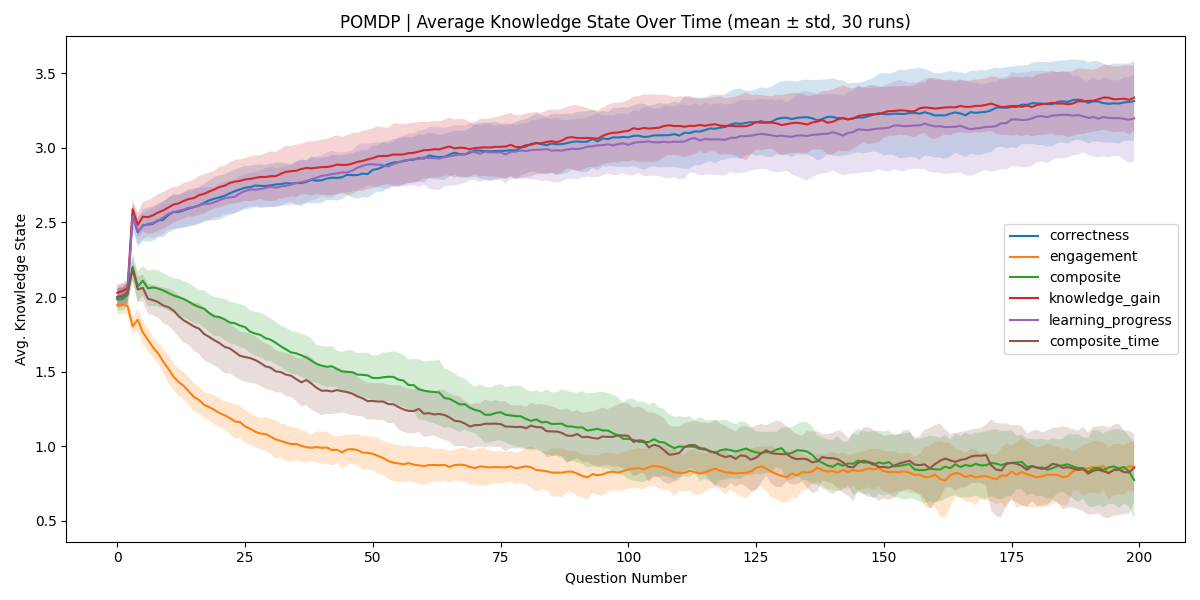 POMDP | Average Knowledge State Over Time (mean ± std, 30 runs)
Avg. Knowledge State
3.5
3.0
2.5
2.0
1.5
1.0
0.5
correctness
engagement
composite
knowledge_gain
learning_progress
composite_time
0 25 50 75 100 125 150 175 200
Question Number